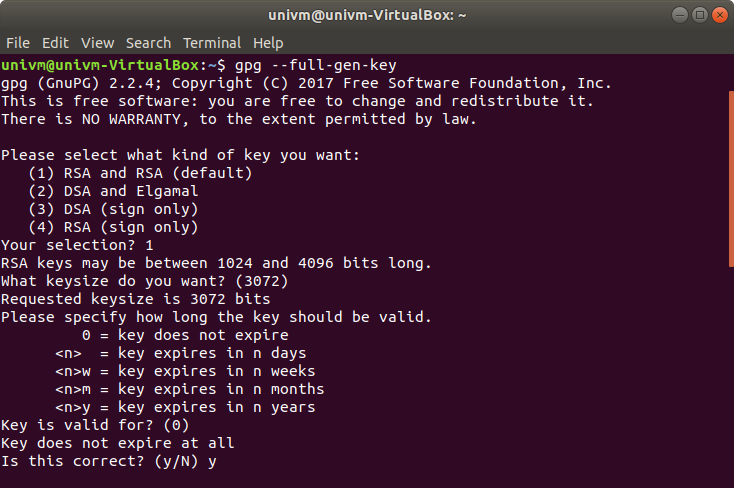 univm@univm-VirtualBox: ~
File Edit View Search Terminal Help
univm@univm-VirtualBox:~$ gpg --full-gen-key
gpg (GnuPG) 2.2.4; Copyright (C) 2017 Free Software Foundation, Inc.
This is free software: you are free to change and redistribute it.
There is NO WARRANTY, to the extent permitted by law.

Please select what kind of key you want:
   (1) RSA and RSA (default)
   (2) DSA and Elgamal
   (3) DSA (sign only)
   (4) RSA (sign only)
Your selection? 1
RSA keys may be between 1024 and 4096 bits long.
What keysize do you want? (3072)
Requested keysize is 3072 bits
Please specify how long the key should be valid.
         0 = key does not expire
      <n>  = key expires in n days
      <n>w = key expires in n weeks
      <n>m = key expires in n months
      <n>y = key expires in n years
Key is valid for? (0)
Key does not expire at all
Is this correct? (y/N) y